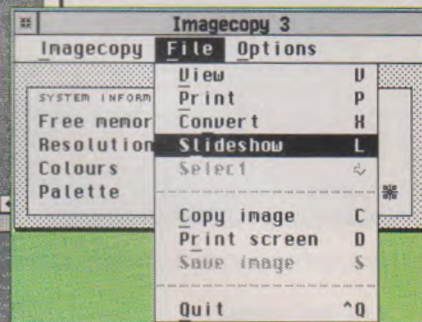 Imagecopy 3
Imagecopy File Options
View V
Print P
Convert X
Slideshow L
Select
Copy image C
Print screen D
Save image S
Quit ^Q
SYSTEM INFORM
Free memor
Resolution
Colours
Palette